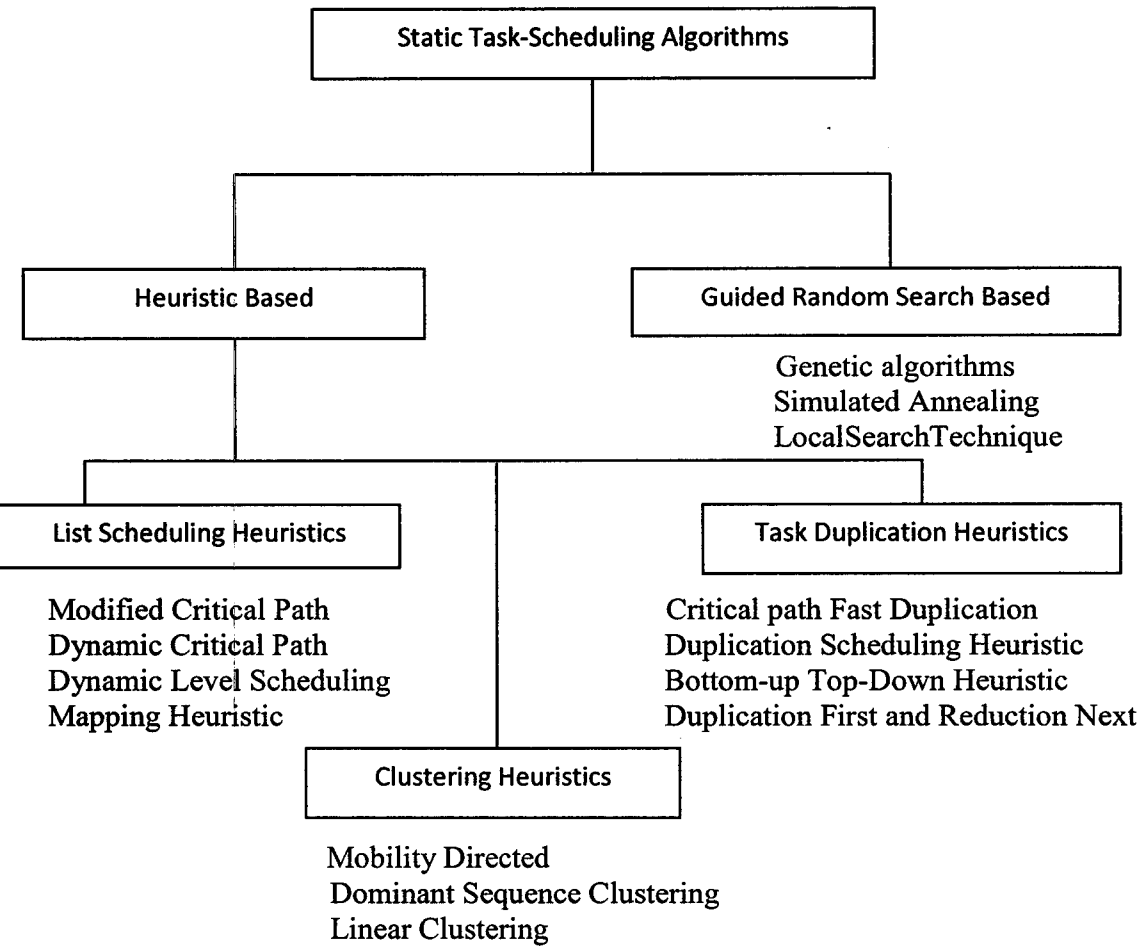 Static Task-Scheduling Algorithms
Heuristic Based
Guided Random Search Based
Genetic algorithms
Simulated Annealing
LocalSearchTechnique
List Scheduling Heuristics
Modified Critical Path
Dynamic Critical Path
Dynamic Level Scheduling
Mapping Heuristic
Task Duplication Heuristics
Critical path Fast Duplication
Duplication Scheduling Heuristic
Bottom-up Top-Down Heuristic
Duplication First and Reduction Next
Clustering Heuristics
Mobility Directed
Dominant Sequence Clustering
Linear Clustering